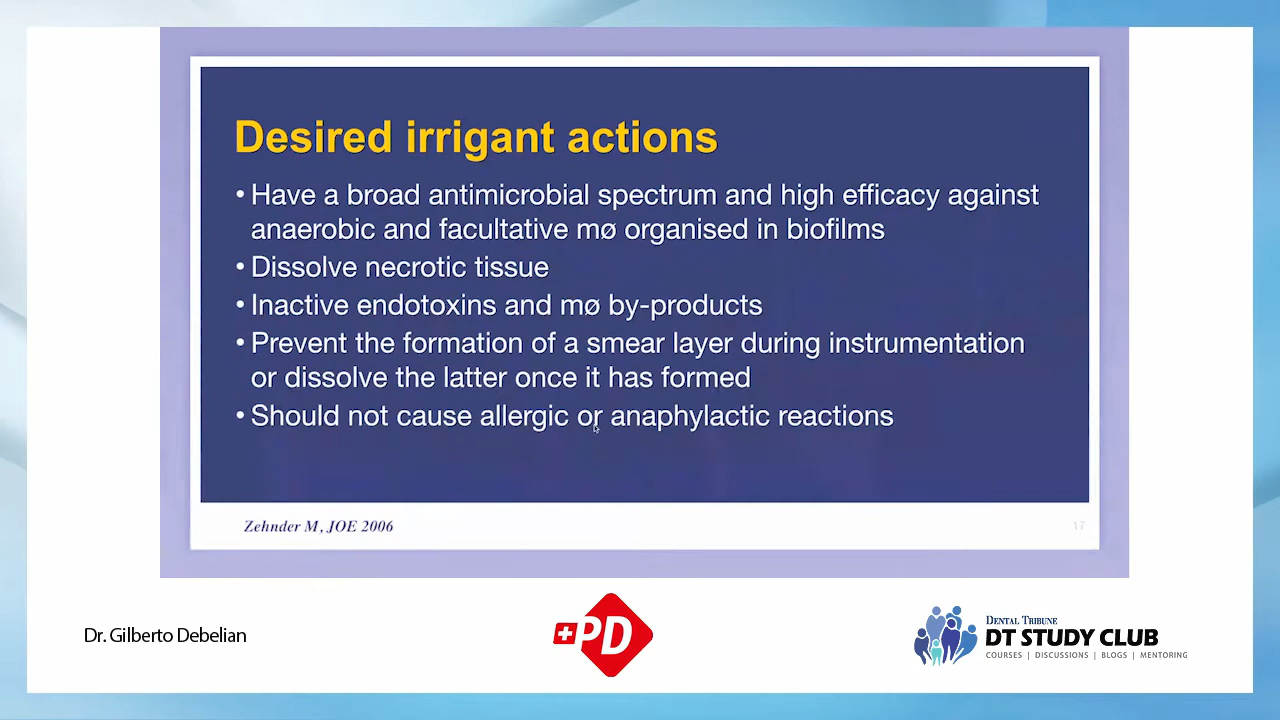 Desired irrigant actions
• Have a broad antimicrobial spectrum and high efficacy against
anaerobic and facultative mø organised in biofilms
• Dissolve necrotic tissue
• Inactive endotoxins and mø by-products
• Prevent the formation of a smear layer during instrumentation
or dissolve the latter once it has formed
• Should not cause allergic or anaphylactic reactions
Zehnder M, JOE 2006
17
Dr. Gilberto Debelian
PD
DENTAL TRIBUNE
DT STUDY CLUB
COURSES | DISCUSSIONS | BLOGS | MENTORING